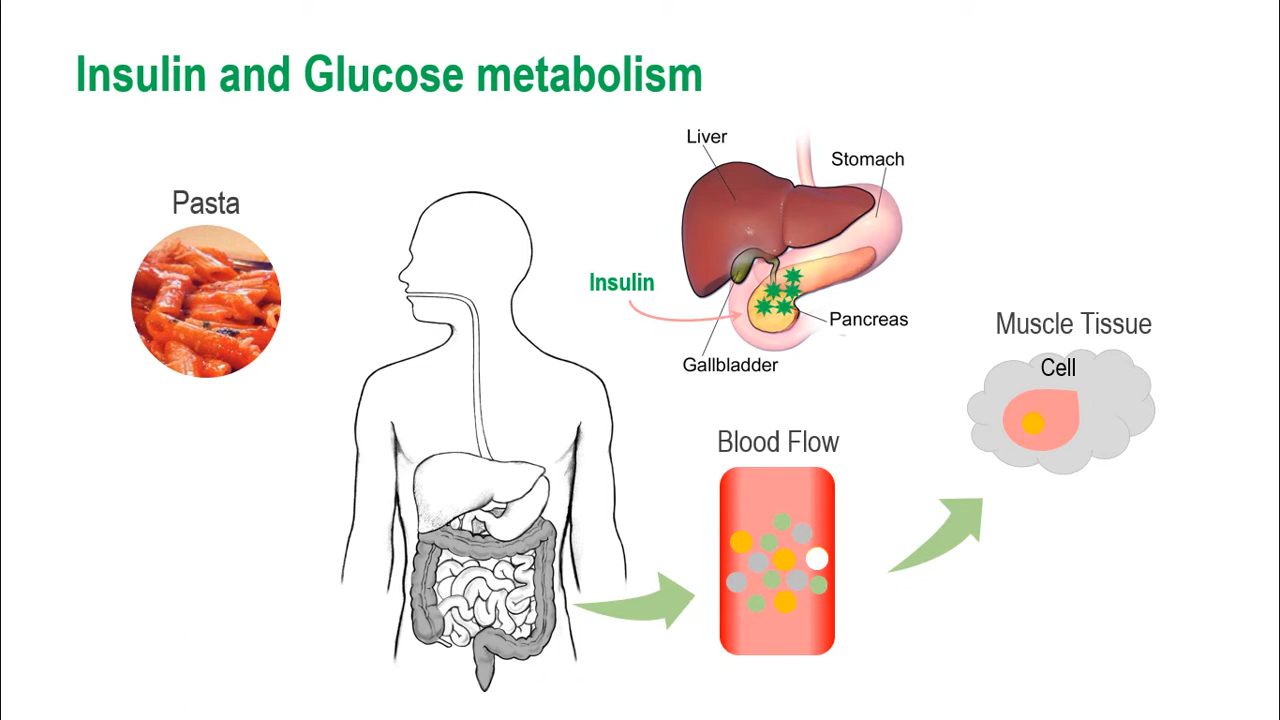 Insulin and Glucose metabolism
Pasta
Liver
Stomach
Insulin
Pancreas
Gallbladder
Muscle Tissue
Cell
Blood Flow